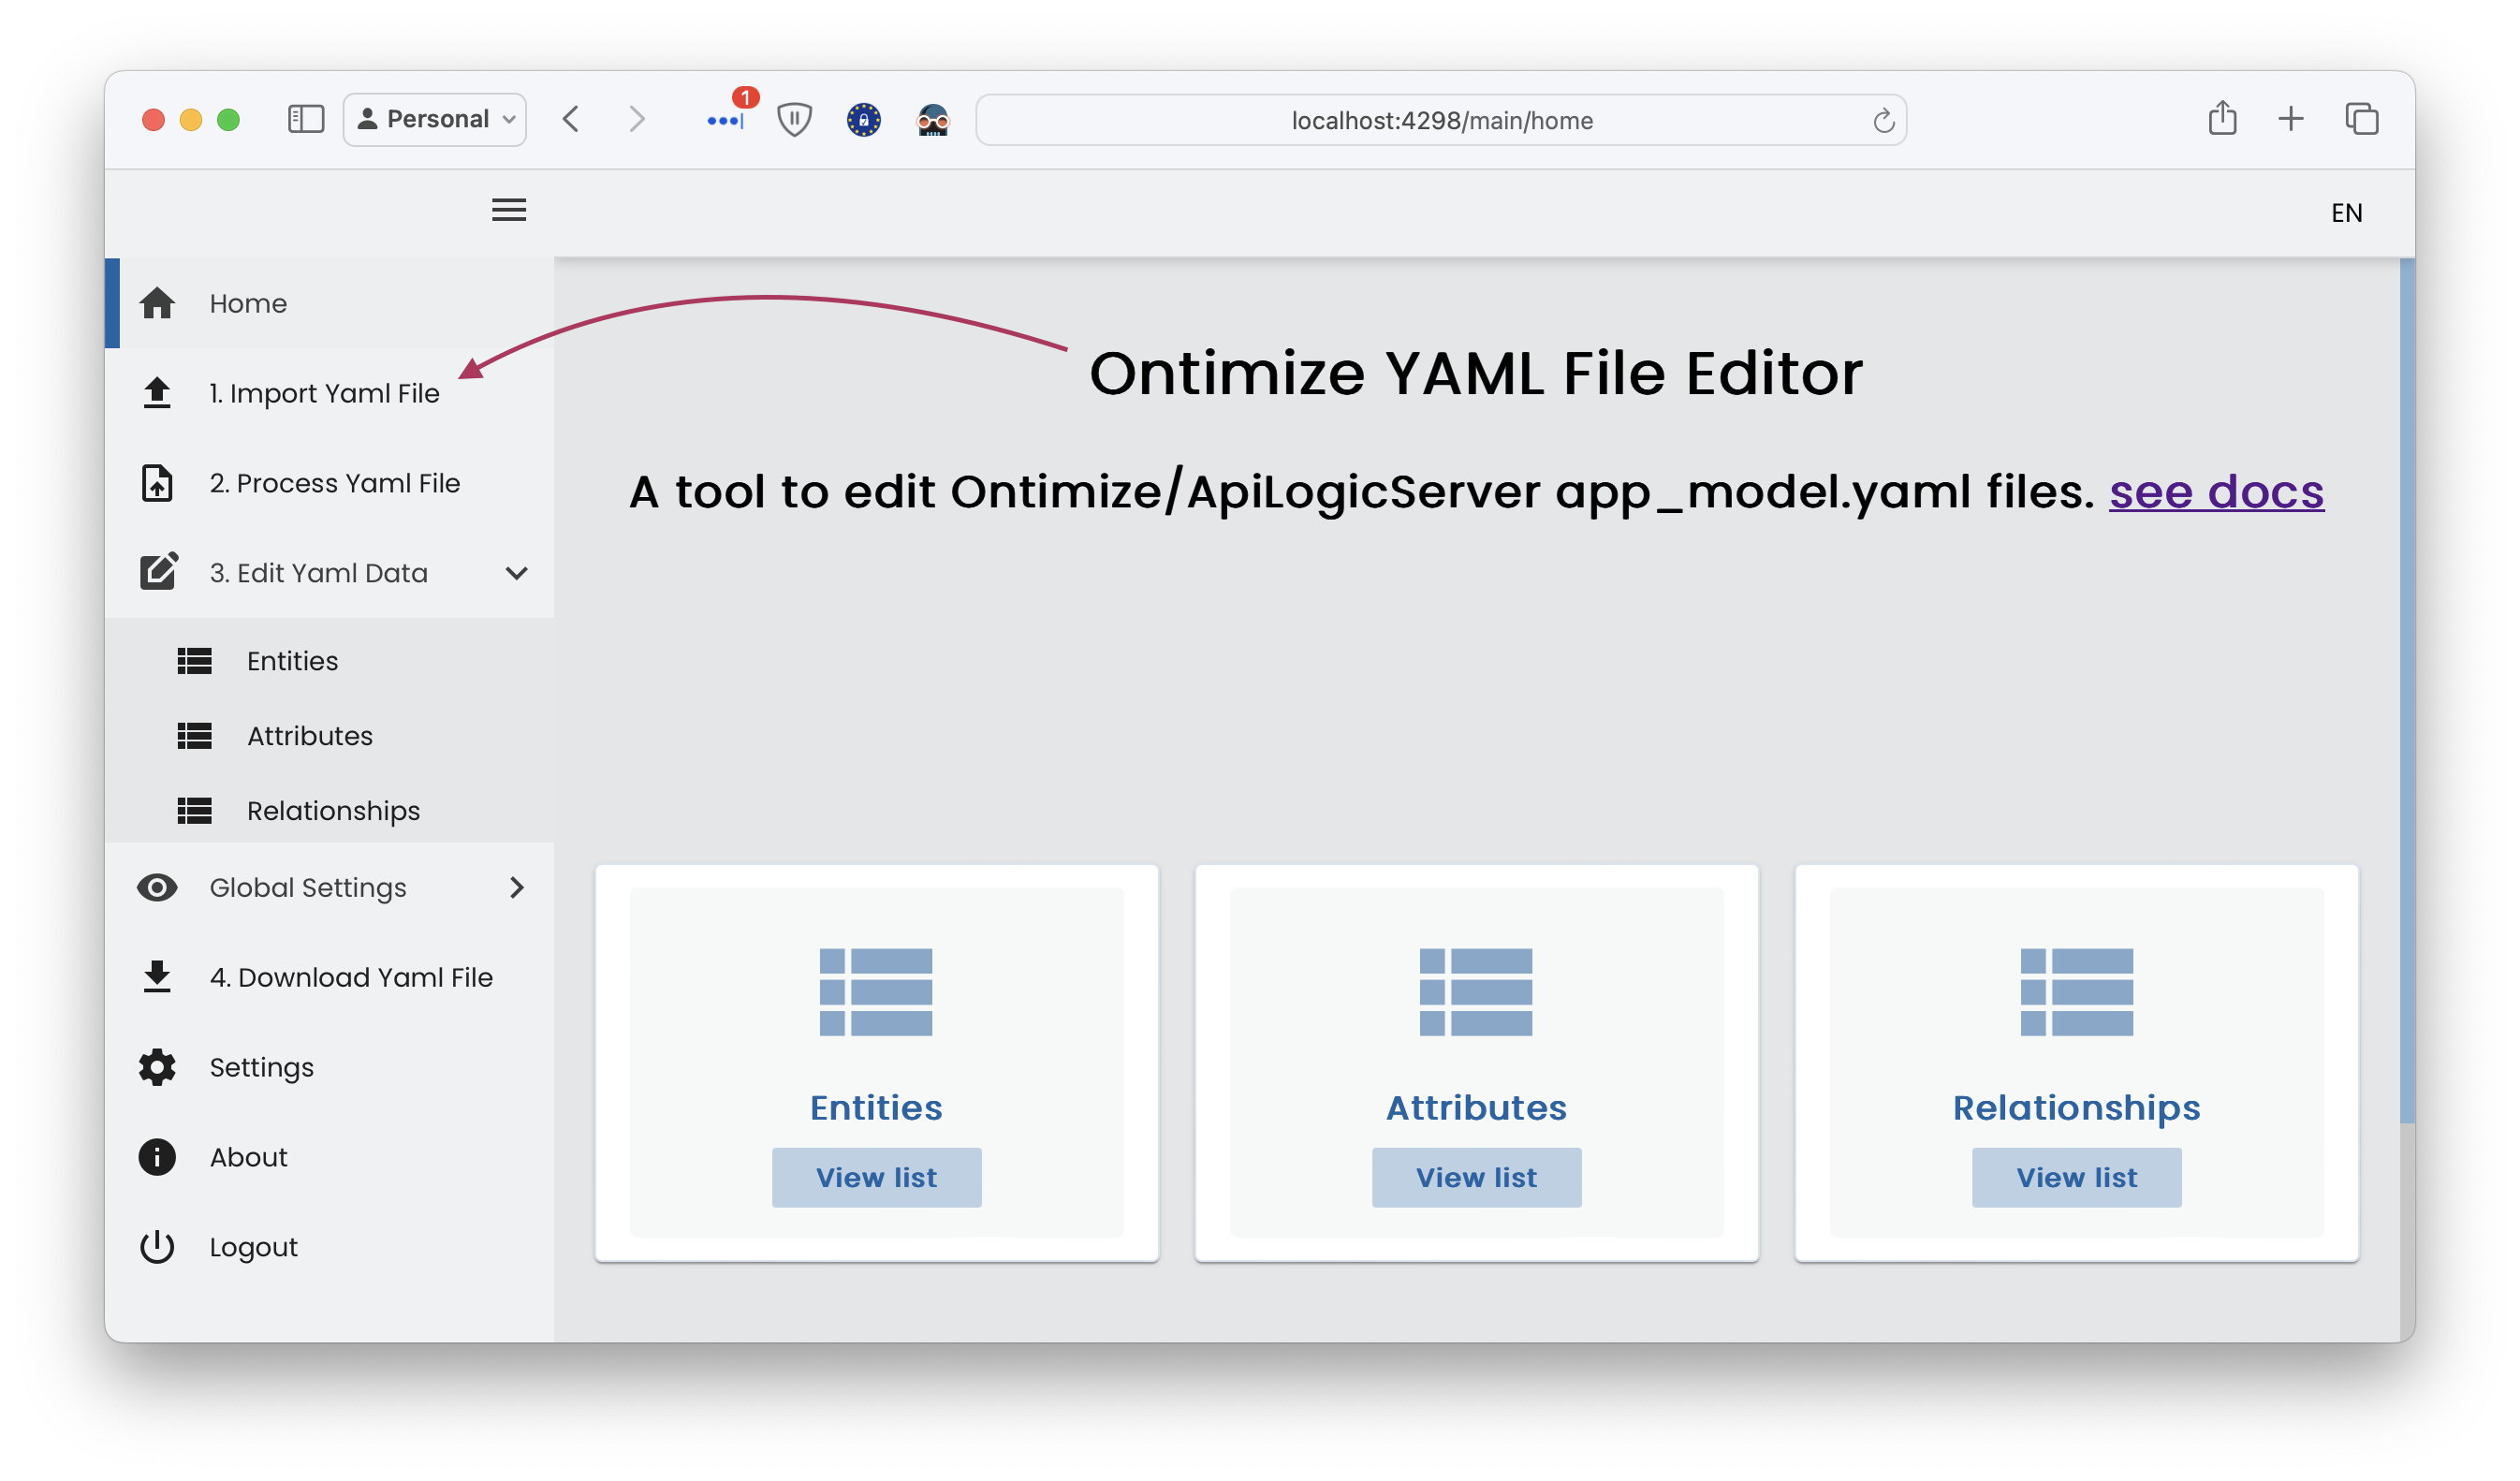 Personal
1
localhost:4298/main/home
EN
Home
1. Import Yaml File
2. Process Yaml File
3. Edit Yaml Data
Entities
Attributes
Relationships
Global Settings
4. Download Yaml File
Settings
About
Logout
Ontimize YAML File Editor
A tool to edit Ontimize/ApiLogicServer app_model.yaml files. see docs
Entities
View list
Attributes
View list
Relationships
View list